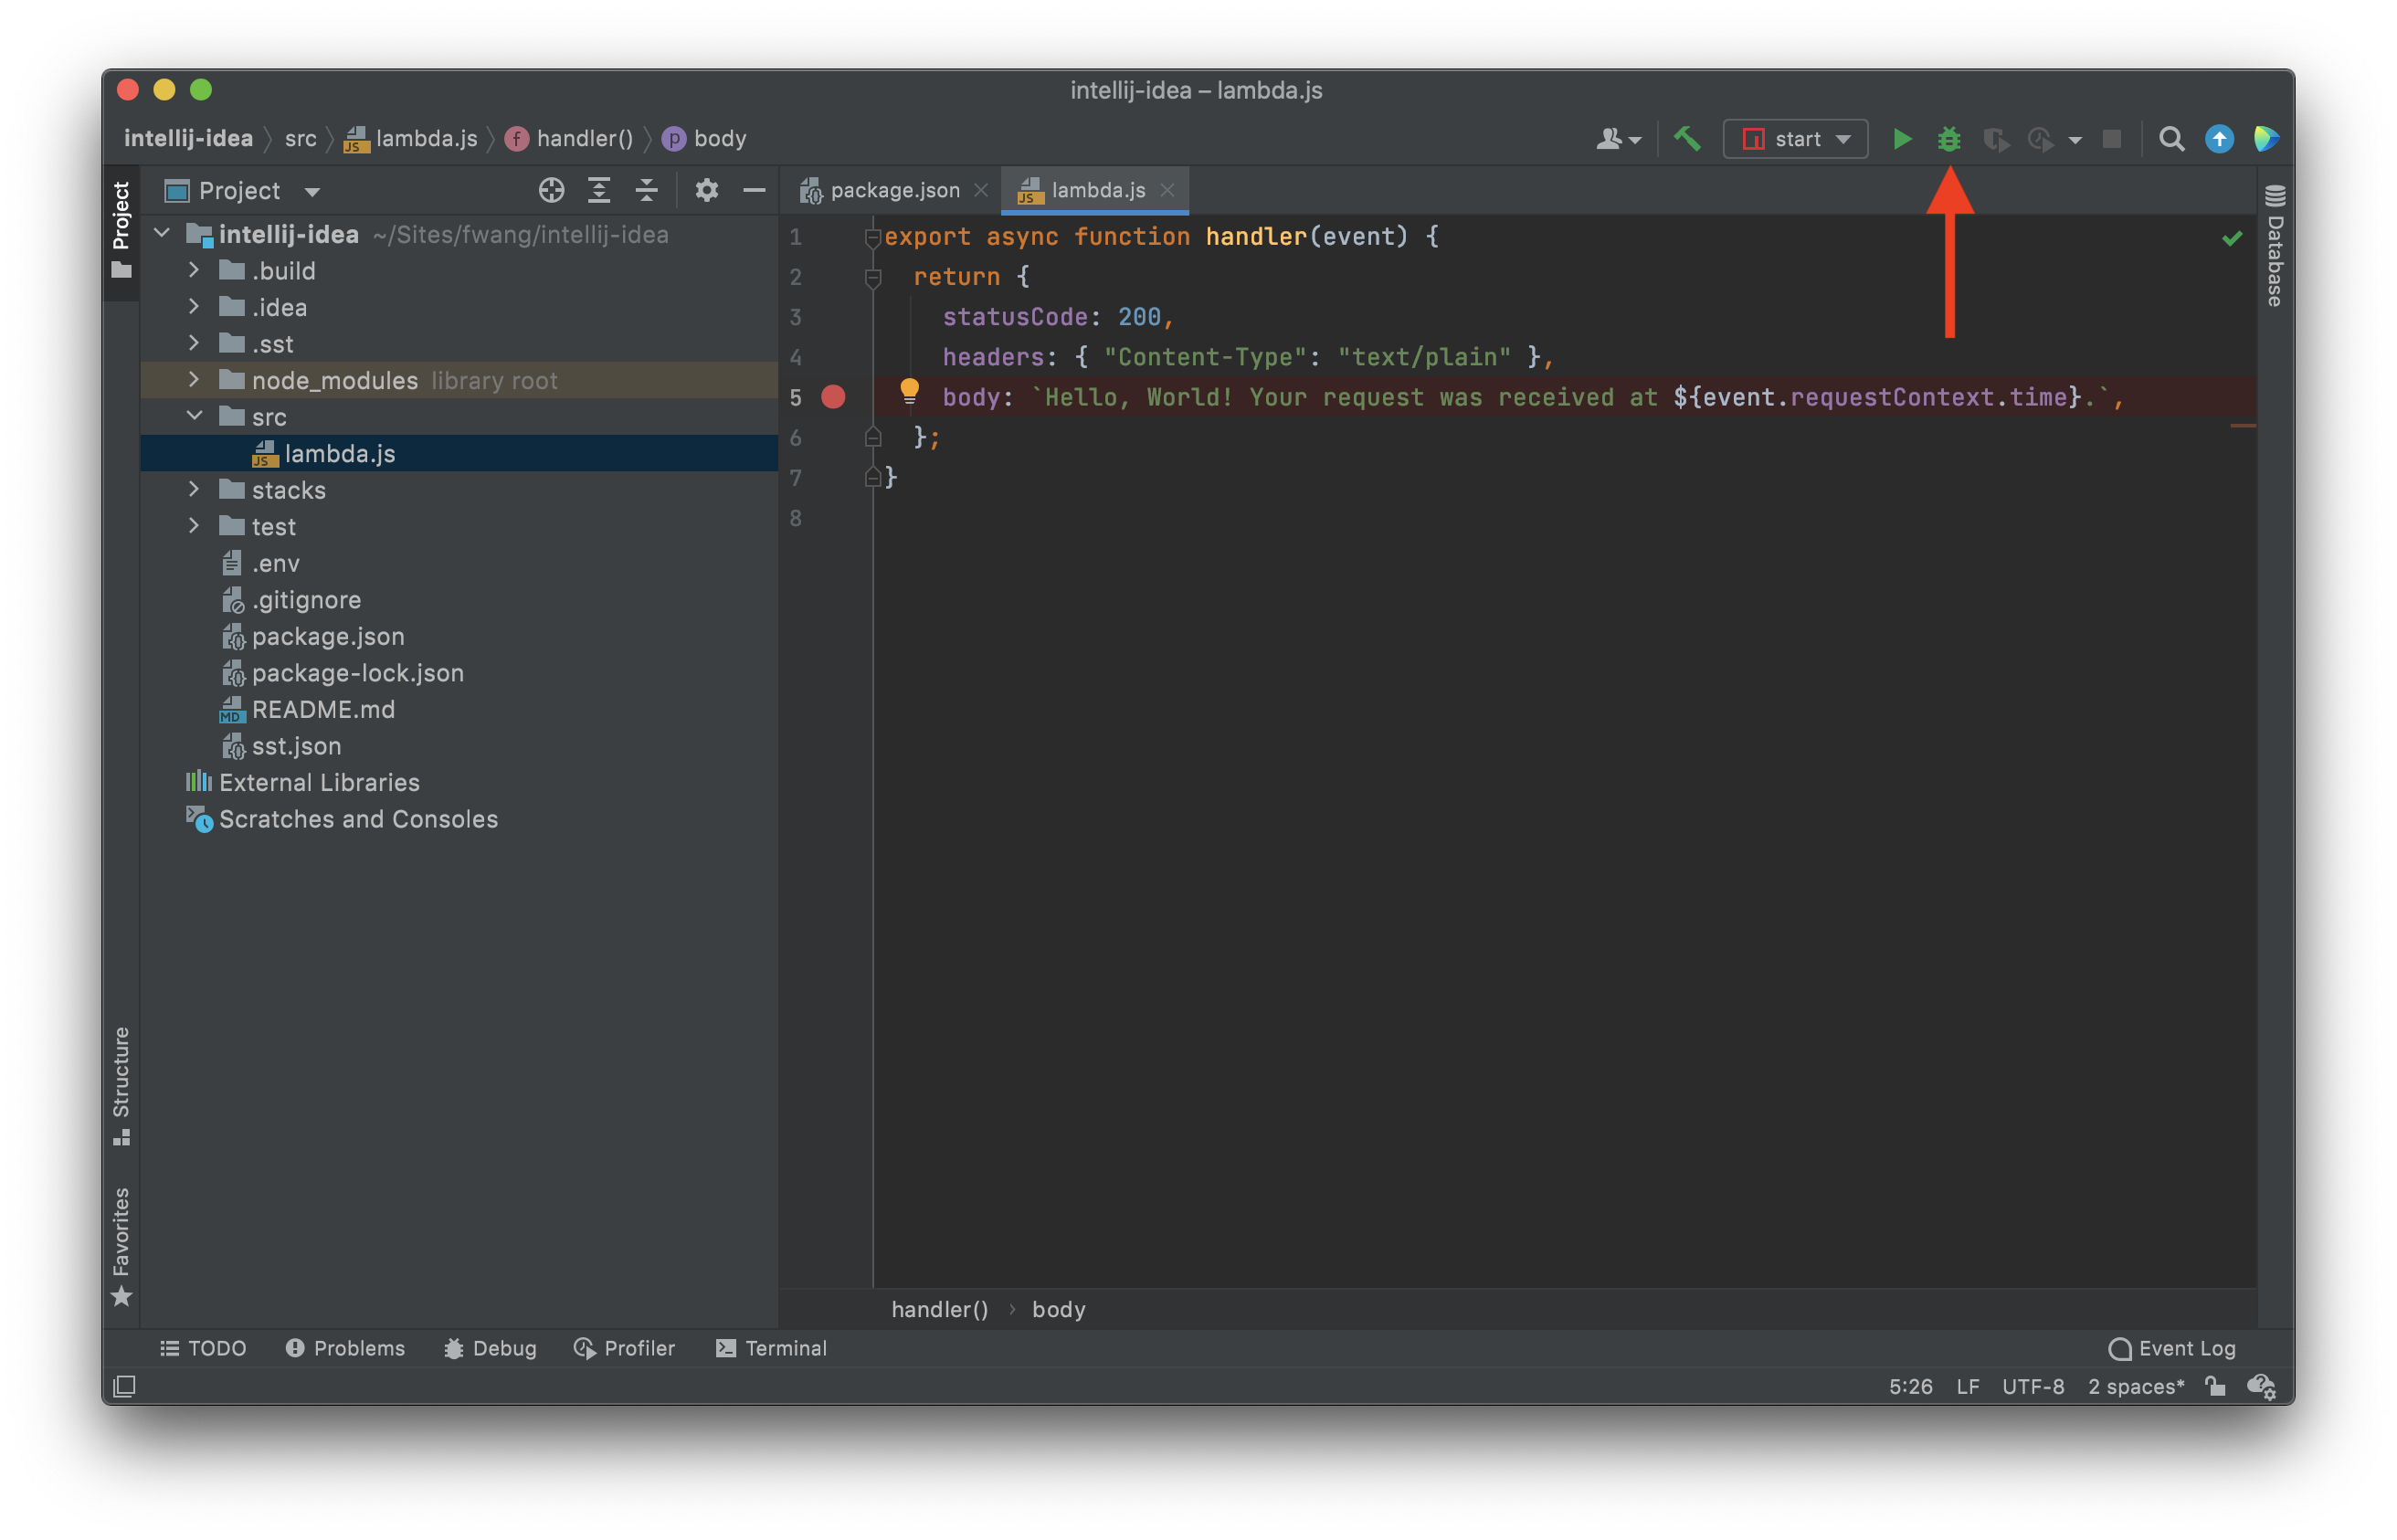 intellij-idea – lambda.js
intellij-idea src lambda.js handler() body
start
Project
Project
package.json
lambda.js
Database
intellij-idea ~/Sites/fwang/intellij-idea
.build
.idea
.sst
node_modules library root
src
lambda.js
stacks
test
.env
.gitignore
package.json
package-lock.json
README.md
sst.json
External Libraries
Scratches and Consoles
1 export async function handler(event) {
2 return {
3 statusCode: 200,
4 headers: { "Content-Type": "text/plain" },
5 body: `Hello, World! Your request was received at ${event.requestContext.time}.`,
6 };
7 }
8
Structure
Favorites
handler() › body
TODO Problems Debug Profiler Terminal Event Log
5:26 LF UTF-8 2 spaces*